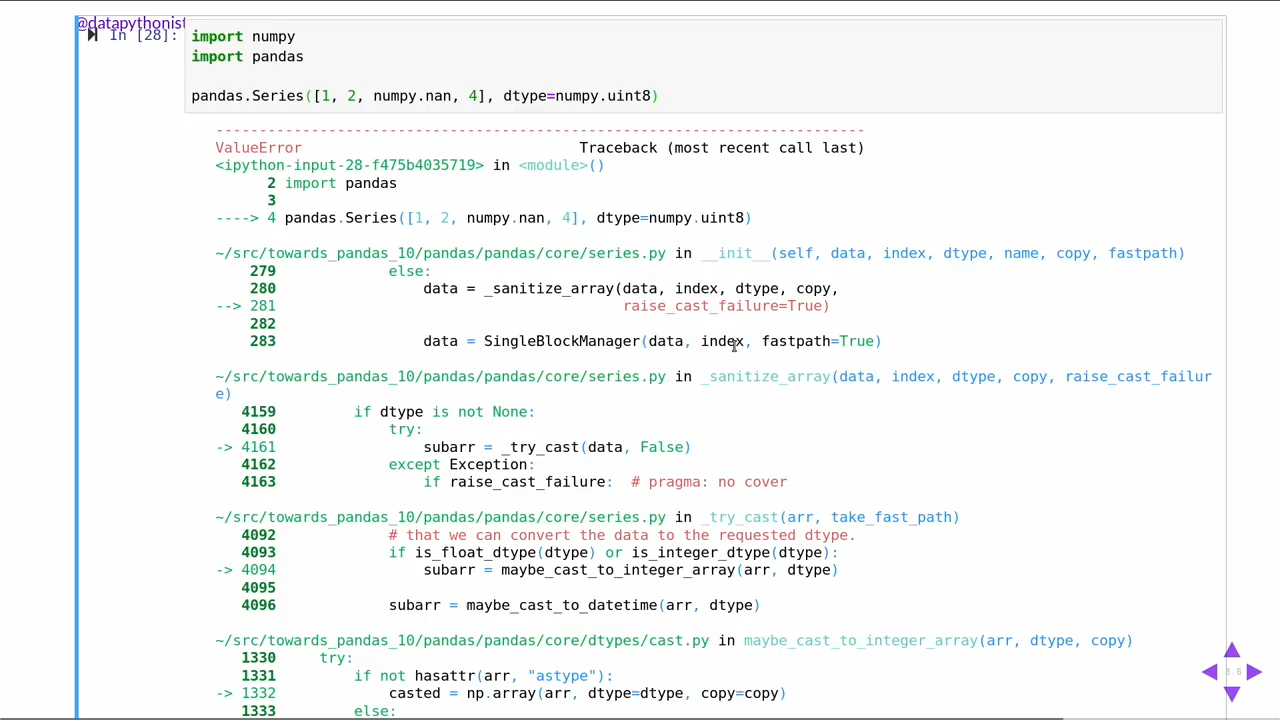 @datapythonist
In [28]:
import numpy
import pandas
pandas.Series([1, 2, numpy.nan, 4], dtype=numpy.uint8)
---------------------------------------------------------------------------
ValueError                                Traceback (most recent call last)
<ipython-input-28-f475b4035719> in <module>()
      2 import pandas
      3
----> 4 pandas.Series([1, 2, numpy.nan, 4], dtype=numpy.uint8)
~/src/towards_pandas_10/pandas/pandas/core/series.py in __init__(self, data, index, dtype, name, copy, fastpath)
    279             else:
    280                 data = _sanitize_array(data, index, dtype, copy,
--> 281                                        raise_cast_failure=True)
    282
    283                 data = SingleBlockManager(data, index, fastpath=True)
~/src/towards_pandas_10/pandas/pandas/core/series.py in _sanitize_array(data, index, dtype, copy, raise_cast_failur
e)
   4159         if dtype is not None:
   4160             try:
-> 4161                 subarr = _try_cast(data, False)
   4162             except Exception:
   4163                 if raise_cast_failure:  # pragma: no cover
~/src/towards_pandas_10/pandas/pandas/core/series.py in _try_cast(arr, take_fast_path)
   4092             # that we can convert the data to the requested dtype.
   4093             if is_float_dtype(dtype) or is_integer_dtype(dtype):
-> 4094                 subarr = maybe_cast_to_integer_array(arr, dtype)
   4095
   4096             subarr = maybe_cast_to_datetime(arr, dtype)
~/src/towards_pandas_10/pandas/pandas/core/dtypes/cast.py in maybe_cast_to_integer_array(arr, dtype, copy)
   1330     try:
   1331         if not hasattr(arr, "astype"):
-> 1332             casted = np.array(arr, dtype=dtype, copy=copy)
   1333         else: